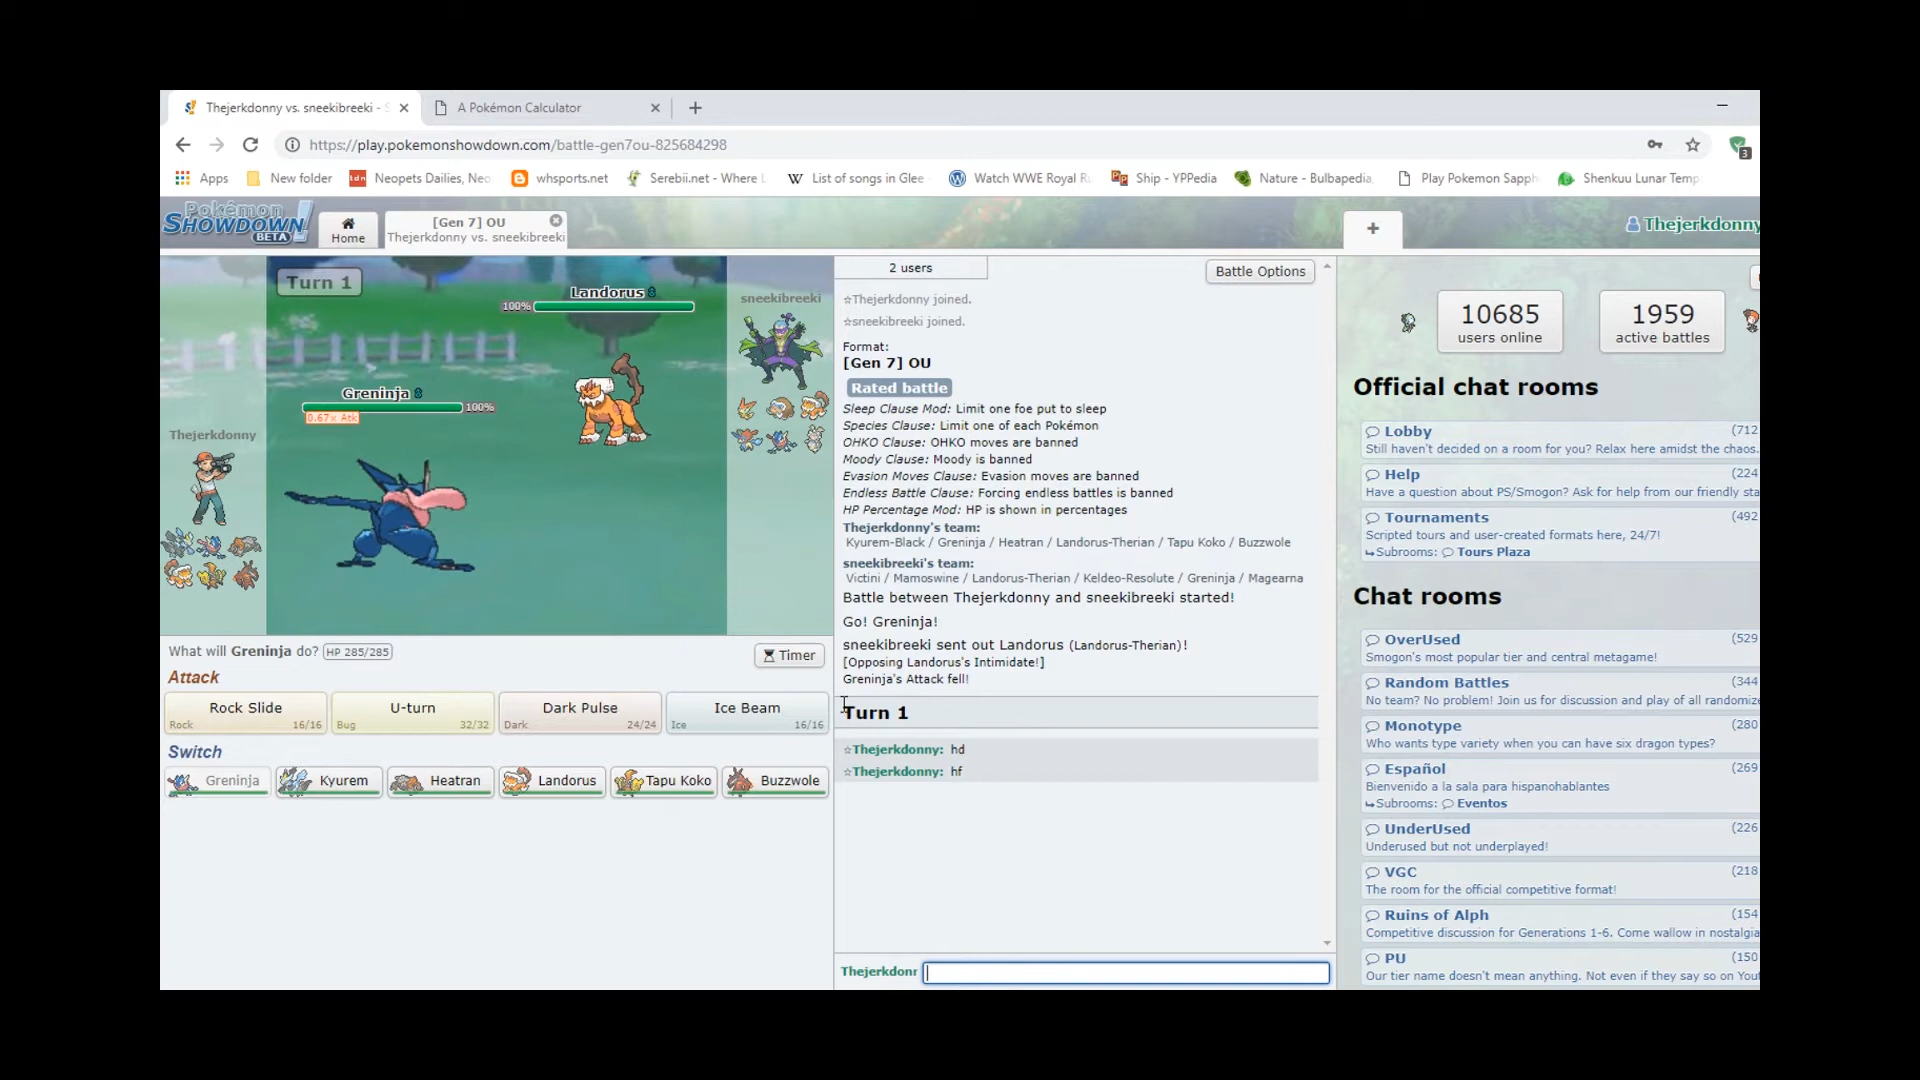 Thejerkdonny vs. sneekibreeki - S
A Pokémon Calculator
https://play.pokemonshowdown.com/battle-gen7ou-825684298
3
Apps
New folder
Neopets Dailies, Neo
whsports.net
Serebii.net - Where L
List of songs in Glee
Watch WWE Royal Ru
Ship - YPPedia
Nature - Bulbapedia,
Play Pokemon Sapph
Shenkuu Lunar Temp
Pokémon
SHOWDOWN!
BETA
Home
[Gen 7] OU
Thejerkdonny vs. sneekibreeki
Thejerkdonny
Turn 1
Landorus
100%
sneekibreeki
Greninja
100%
0.67× Atk
Thejerkdonny
What will Greninja do? HP 285/285
Timer
Attack
Rock Slide
Rock 16/16
U-turn
Bug 32/32
Dark Pulse
Dark 24/24
Ice Beam
Ice 16/16
Switch
Greninja
Kyurem
Heatran
Landorus
Tapu Koko
Buzzwole
2 users
Battle Options
☆Thejerkdonny joined.
☆sneekibreeki joined.
Format:
[Gen 7] OU
Rated battle
Sleep Clause Mod: Limit one foe put to sleep
Species Clause: Limit one of each Pokémon
OHKO Clause: OHKO moves are banned
Moody Clause: Moody is banned
Evasion Moves Clause: Evasion moves are banned
Endless Battle Clause: Forcing endless battles is banned
HP Percentage Mod: HP is shown in percentages
Thejerkdonny's team:
Kyurem-Black / Greninja / Heatran / Landorus-Therian / Tapu Koko / Buzzwole
sneekibreeki's team:
Victini / Mamoswine / Landorus-Therian / Keldeo-Resolute / Greninja / Magearna
Battle between Thejerkdonny and sneekibreeki started!
Go! Greninja!
sneekibreeki sent out Landorus (Landorus-Therian)!
[Opposing Landorus's Intimidate!]
Greninja's Attack fell!
Turn 1
☆Thejerkdonny: hd
☆Thejerkdonny: hf
Thejerkdonr
10685
users online
1959
active battles
Official chat rooms
Lobby (712
Still haven't decided on a room for you? Relax here amidst the chaos.
Help (224
Have a question about PS/Smogon? Ask for help from our friendly sta
Tournaments (492
Scripted tours and user-created formats here, 24/7!
↳Subrooms: Tours Plaza
Chat rooms
OverUsed (529
Smogon's most popular tier and central metagame!
Random Battles (344
No team? No problem! Join us for discussion and play of all randomize
Monotype (280
Who wants type variety when you can have six dragon types?
Español (269
Bienvenido a la sala para hispanohablantes
↳Subrooms: Eventos
UnderUsed (226
Underused but not underplayed!
VGC (218
The room for the official competitive format!
Ruins of Alph (154
Competitive discussion for Generations 1-6. Come wallow in nostalgia
PU (150
Our tier name doesn't mean anything. Not even if they say so on You